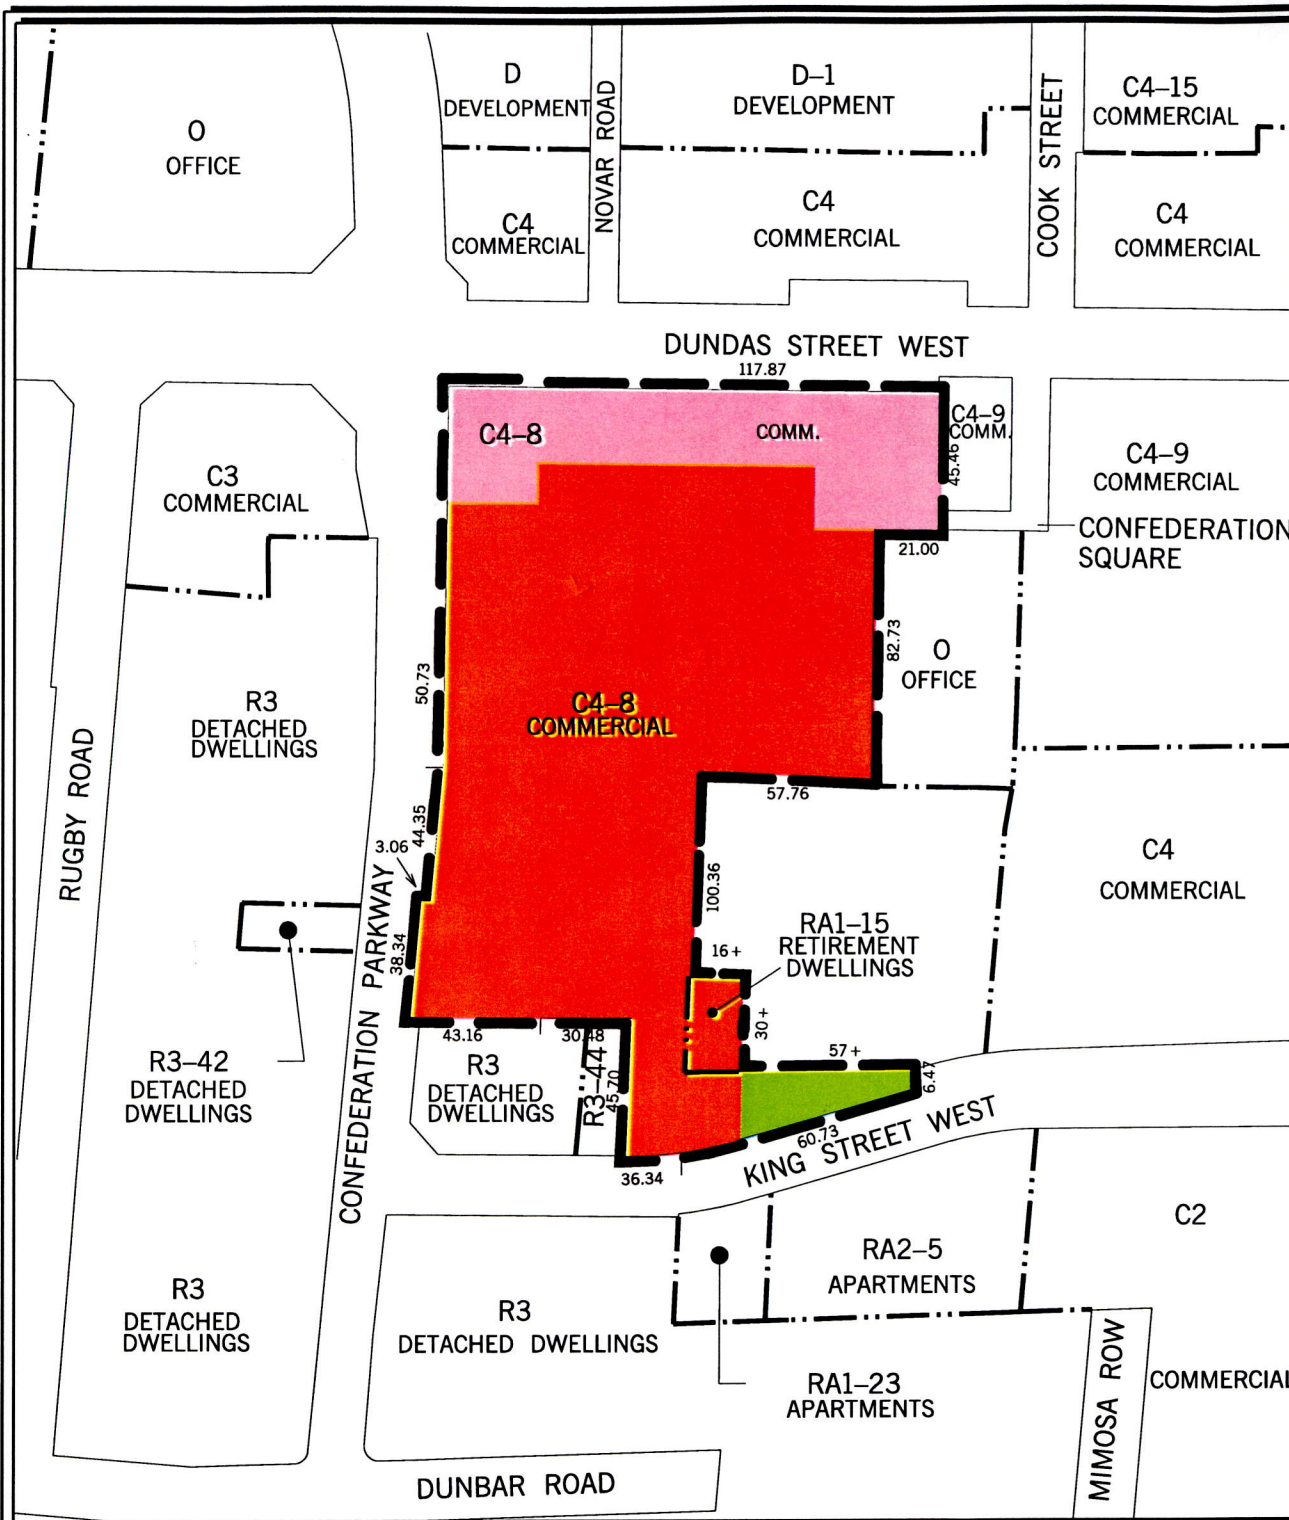 D
DEVELOPMENT
NOVAR ROAD
D–1
DEVELOPMENT
COOK STREET
C4–15
COMMERCIAL
O
OFFICE
C4
COMMERCIAL
C4
COMMERCIAL
C4
COMMERCIAL
DUNDAS STREET WEST
117.87
C4–8
COMM.
C4–9
COMM.
45.46
C4–9
COMMERCIAL
C3
COMMERCIAL
CONFEDERATION
SQUARE
21.00
82.73
O
OFFICE
50.73
R3
DETACHED
DWELLINGS
C4–8
COMMERCIAL
RUGBY ROAD
57.76
44.35
3.06
100.36
C4
COMMERCIAL
CONFEDERATION PARKWAY
38.34
RA1–15
RETIREMENT
DWELLINGS
16+
30+
43.16
30.48
R3–42
DETACHED
DWELLINGS
R3
DETACHED
DWELLINGS
R3–44
45.70
57+
6.47
60.73
KING STREET WEST
36.34
C2
RA2–5
APARTMENTS
R3
DETACHED
DWELLINGS
R3
DETACHED DWELLINGS
RA1–23
APARTMENTS
MIMOSA ROW
COMMERCIAL
DUNBAR ROAD